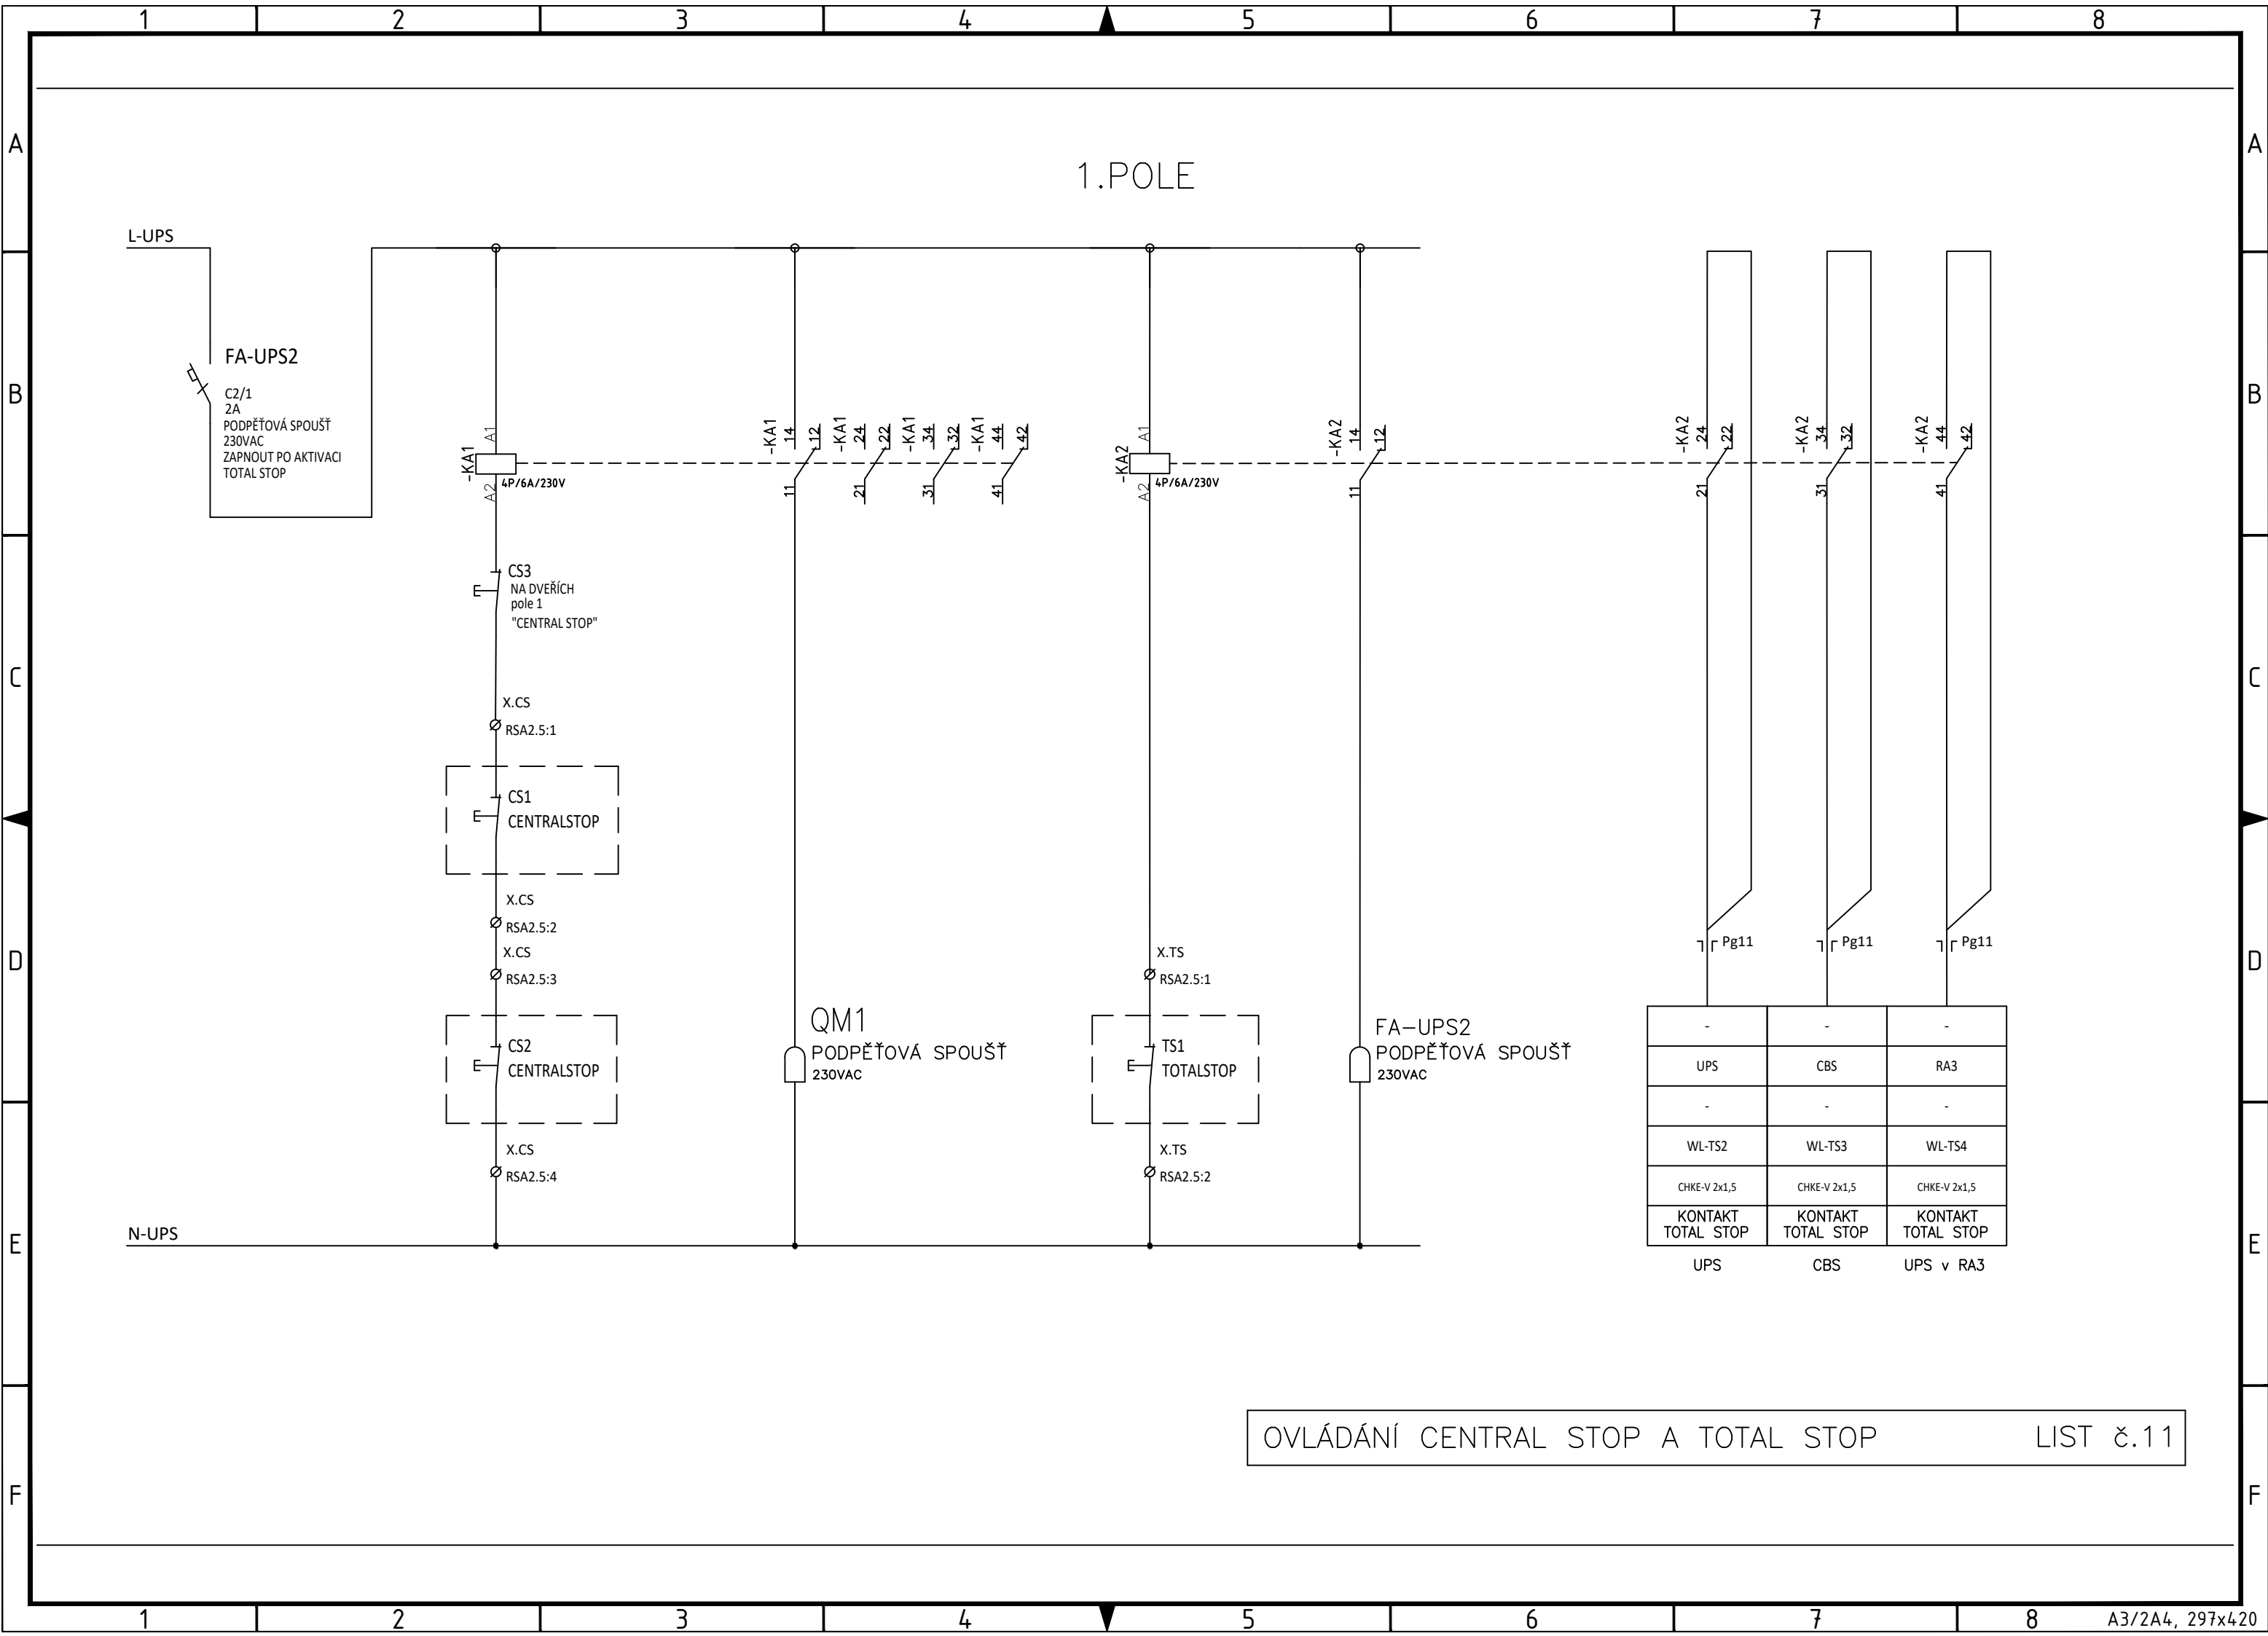 1 2 3 4 5 6 7 8
A A
1.POLE
L-UPS
FA-UPS2
B B
C2/1
2A
PODPĚŤOVÁ SPOUŠŤ
230VAC
ZAPNOUT PO AKTIVACI
TOTAL STOP
-KA1
A1
A2
4P/6A/230V
-KA1
14
12
11
-KA1
24
22
21
-KA1
34
32
31
-KA1
44
42
41
-KA2
A1
A2
4P/6A/230V
-KA2
14
12
11
-KA2
24
22
21
-KA2
34
32
31
-KA2
44
42
41
CS3
NA DVEŘÍCH
pole 1
"CENTRAL STOP"
C C
X.CS
RSA2.5:1
CS1
CENTRALSTOP
X.CS
RSA2.5:2
X.CS
RSA2.5:3
CS2
CENTRALSTOP
X.CS
RSA2.5:4
D D
QM1
PODPĚŤOVÁ SPOUŠŤ
230VAC
X.TS
RSA2.5:1
TS1
TOTALSTOP
X.TS
RSA2.5:2
FA-UPS2
PODPĚŤOVÁ SPOUŠŤ
230VAC
Pg11 Pg11 Pg11
- - -
UPS CBS RA3
- - -
WL-TS2 WL-TS3 WL-TS4
CHKE-V 2x1,5 CHKE-V 2x1,5 CHKE-V 2x1,5
KONTAKT KONTAKT KONTAKT
TOTAL STOP TOTAL STOP TOTAL STOP
UPS CBS UPS v RA3
N-UPS
E E
OVLÁDÁNÍ CENTRAL STOP A TOTAL STOP LIST č.11
F F
1 2 3 4 5 6 7 8 A3/2A4, 297x420